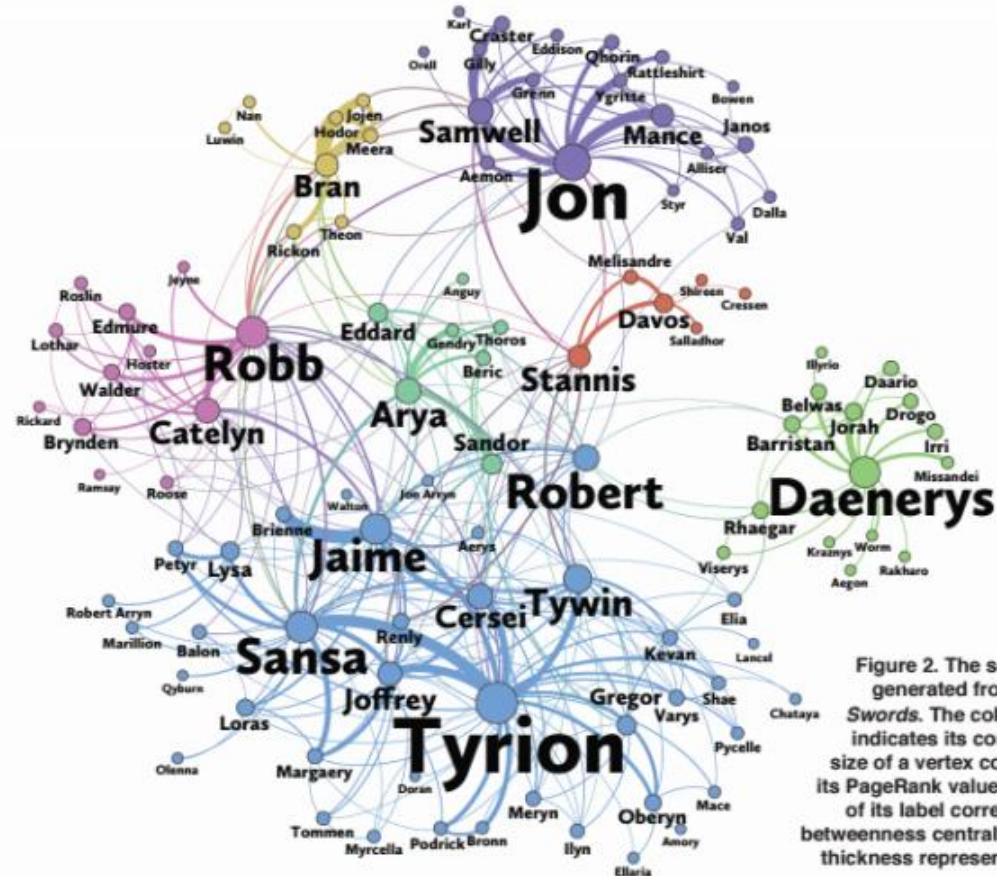 Karl
Craster
Eddison
Qhorin
Orell
Gilly
Rattleshirt
Grenn
Ygritte
Bowen
Nan
Jojen
Hodor
Luwin
Meera
Samwell
Mance
Janos
Aemon
Alliser
Bran
Jon
Styr
Dalla
Val
Theon
Rickon
Melisandre
Jeyne
Roslin
Anguy
Shireen
Cressen
Edmure
Eddard
Davos
Salladhor
Lothar
Gendry
Thoros
Hoster
Robb
Beric
Stannis
Illyrio
Daario
Walder
Belwas
Drogo
Rickard
Arya
Jorah
Brynden
Catelyn
Sandor
Barristan
Irri
Missandei
Ramsay
Roose
Joe Arryn
Robert
Daenerys
Walton
Brienne
Rhaegar
Jaime
Aerys
Kraznys
Worm
Petyr
Lysa
Viserys
Rakharo
Aegon
Robert Arryn
Cersei
Tywin
Elia
Marillion
Balon
Renly
Sansa
Kevan
Lancel
Qyburn
Joffrey
Gregor
Shae
Varys
Chataya
Loras
Tyrion
Pycelle
Olenna
Margaery
Doran
Meryn
Oberyn
Mace
Tommen
Myrcella
Podrick
Bronn
Ilyn
Amory
Ellaria
Figure 2. The s
generated fro
Swords. The col
indicates its co
size of a vertex co
its PageRank value
of its label corre
betweenness central
thickness represe